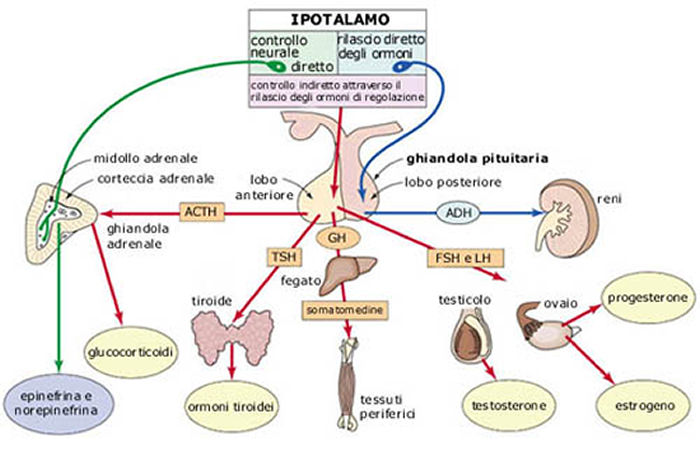 IPOTALAMO
controllo
neurale
diretto
rilascio diretto
degli ormoni
controllo indiretto attraverso il
rilascio degli ormoni di regolazione
midollo adrenale
corteccia adrenale
lobo
anteriore
ghiandola pituitaria
lobo posteriore
reni
ACTH
ADH
ghiandola
adrenale
GH
TSH
FSH e LH
fegato
tiroide
somatomedine
testicolo
ovaio
progesterone
glucocorticoidi
epinefrina e
norepinefrina
ormoni tiroidei
tessuti
periferici
testosterone
estrogeno